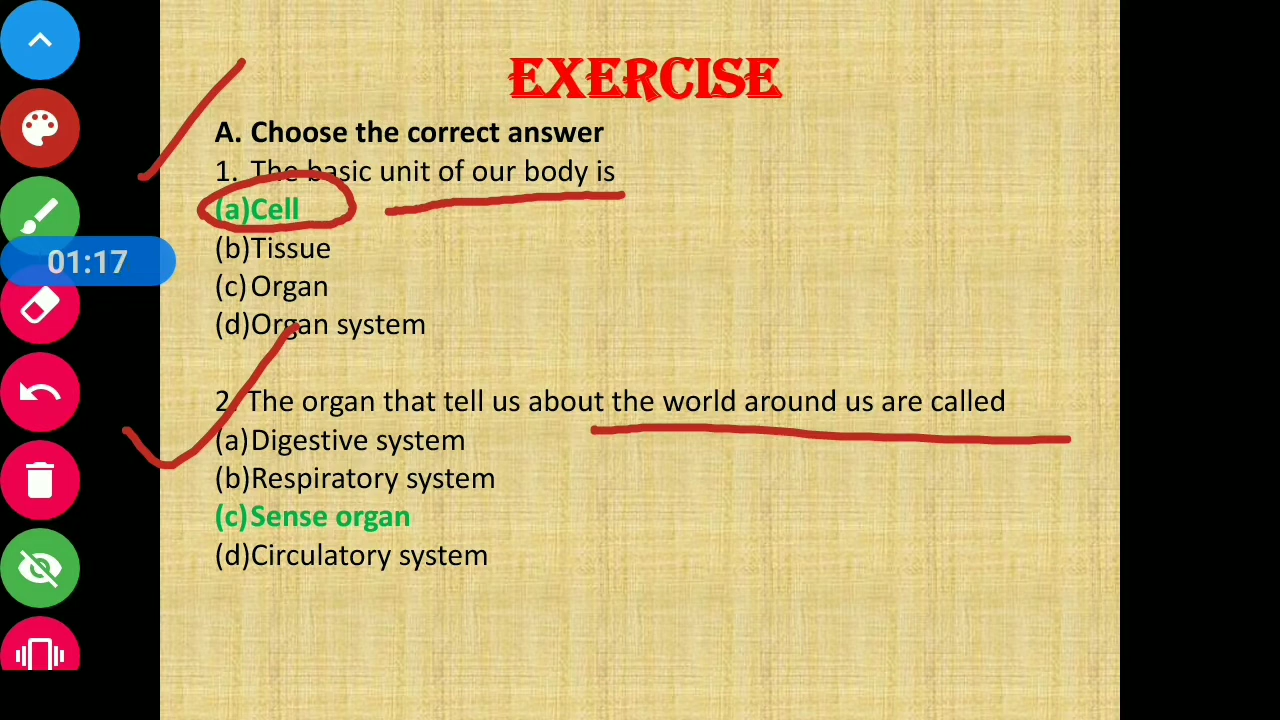 EXERCISE
A. Choose the correct answer
1. The basic unit of our body is
(a)Cell
(b)Tissue
(c)Organ
(d)Organ system
2. The organ that tell us about the world around us are called
(a)Digestive system
(b)Respiratory system
(c)Sense organ
(d)Circulatory system
01:17